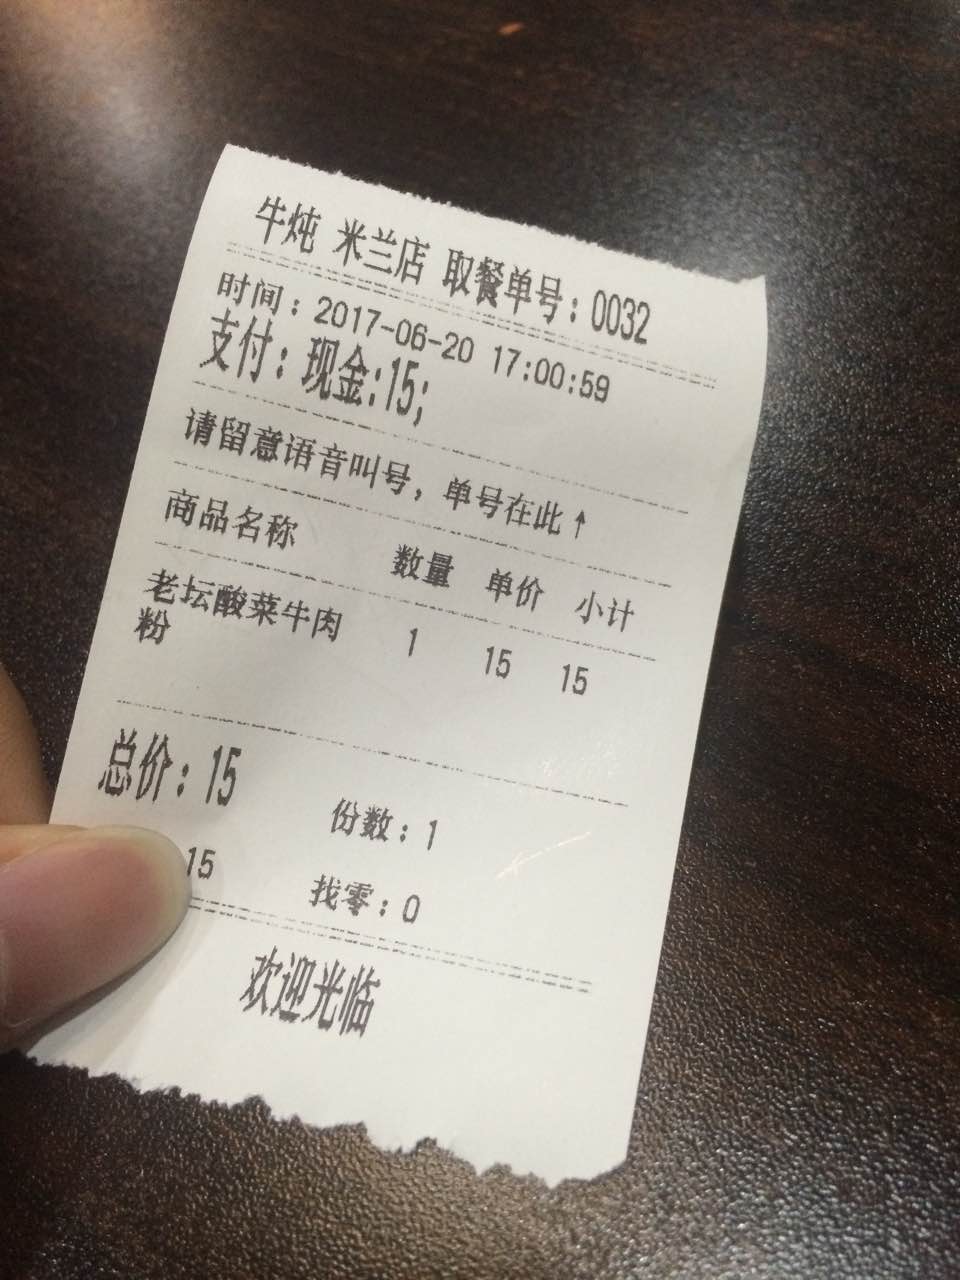 牛炖 米兰店 取餐单号：0032
时间：2017-06-20 17:00:59
支付：现金:15;
请留意语音叫号，单号在此↑
商品名称 数量 单价 小计
老坛酸菜牛肉 1 15 15
粉
总价：15 份数：1
15 找零：0
欢迎光临